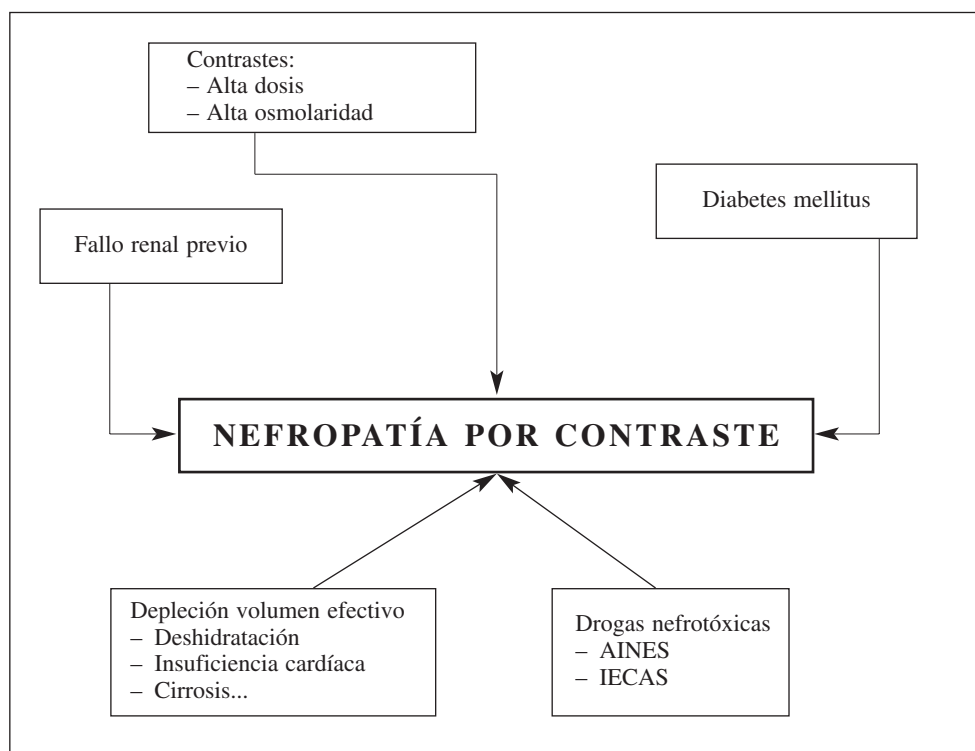 Contrastes:
– Alta dosis
– Alta osmolaridad
Diabetes mellitus
Fallo renal previo
NEFROPATÍA POR CONTRASTE
Depleción volumen efectivo
– Deshidratación
– Insuficiencia cardíaca
– Cirrosis...
Drogas nefrotóxicas
– AINES
– IECAS